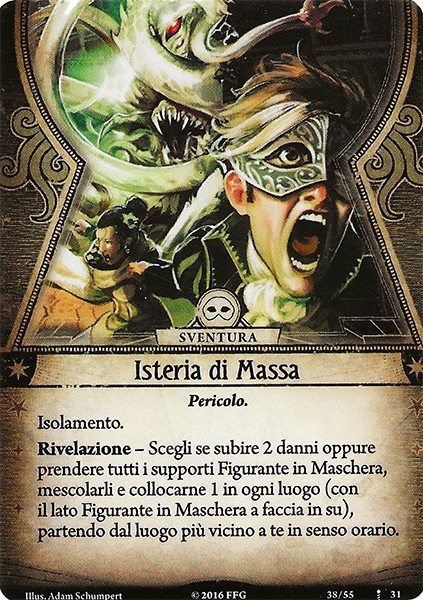 SVENTURA
Isteria di Massa
Pericolo.
Isolamento.
Rivelazione – Scegli se subire 2 danni oppure
prendere tutti i supporti Figurante in Maschera,
mescolarli e collocarne 1 in ogni luogo (con
il lato Figurante in Maschera a faccia in su),
partendo dal luogo più vicino a te in senso orario.
Illus. Adam Schumpert © 2016 FFG 38/55 31